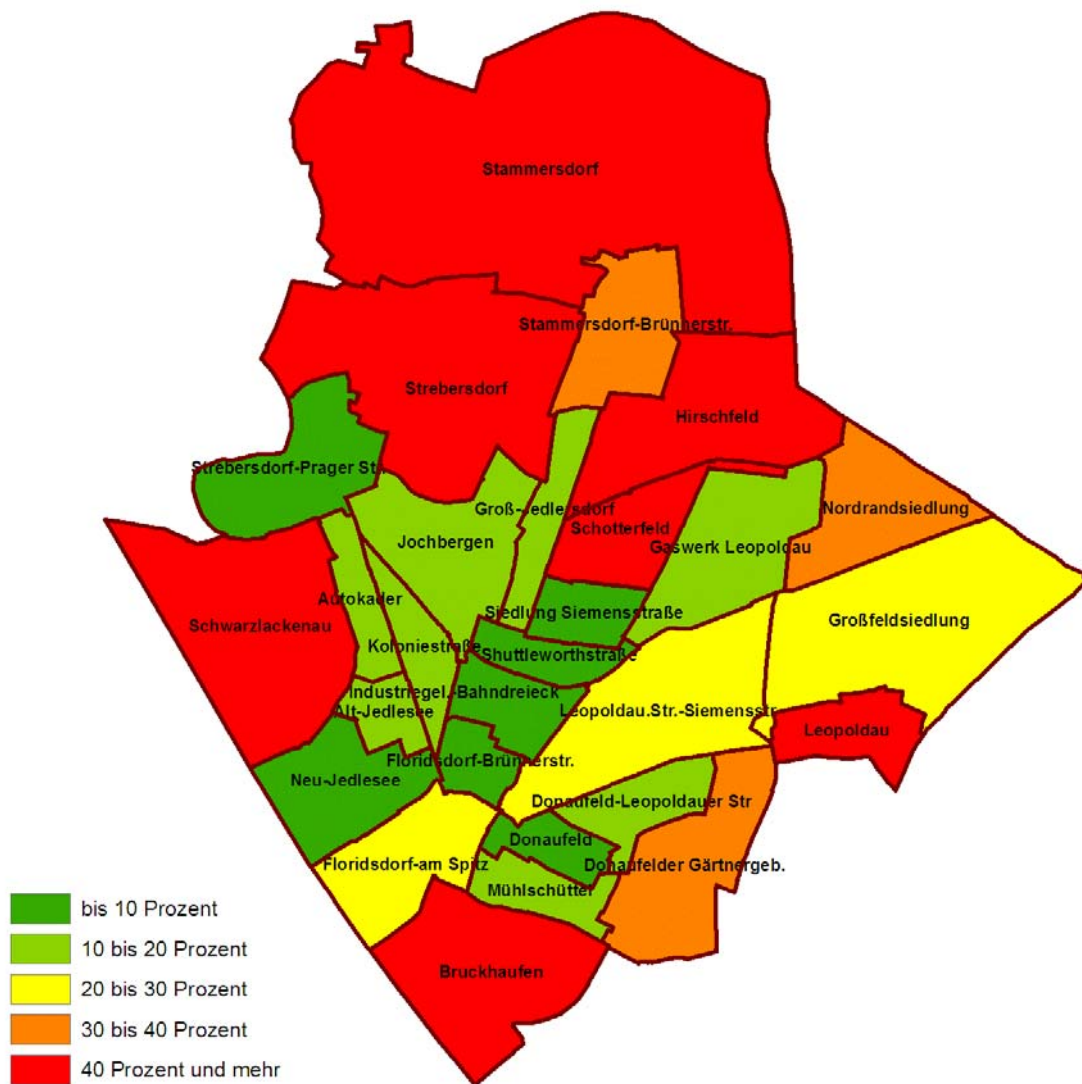 Stammersdorf
Stammersdorf-Brünnerstr.
Strebersdorf
Hirschfeld
Strebersdorf-Prager Str.
Groß-Jedlersdorf
Nordrandsiedlung
Schotterfeld
Jochbergen
Gaswerk Leopoldau
Autokader
Siedlung Siemensstraße
Großfeldsiedlung
Schwarzlackenau
Koloniestraße
Shuttleworthstraße
Industriegel.-Bahndreieck
Alt-Jedlesee
Leopoldau.Str.-Siemensstr.
Leopoldau
Floridsdorf-Brünnerstr.
Neu-Jedlesee
Donaufeld-Leopoldauer Str
Donaufeld
Floridsdorf-am Spitz
Donaufelder Gärtnergeb.
Mühlschüttel
Bruckhaufen
bis 10 Prozent
10 bis 20 Prozent
20 bis 30 Prozent
30 bis 40 Prozent
40 Prozent und mehr